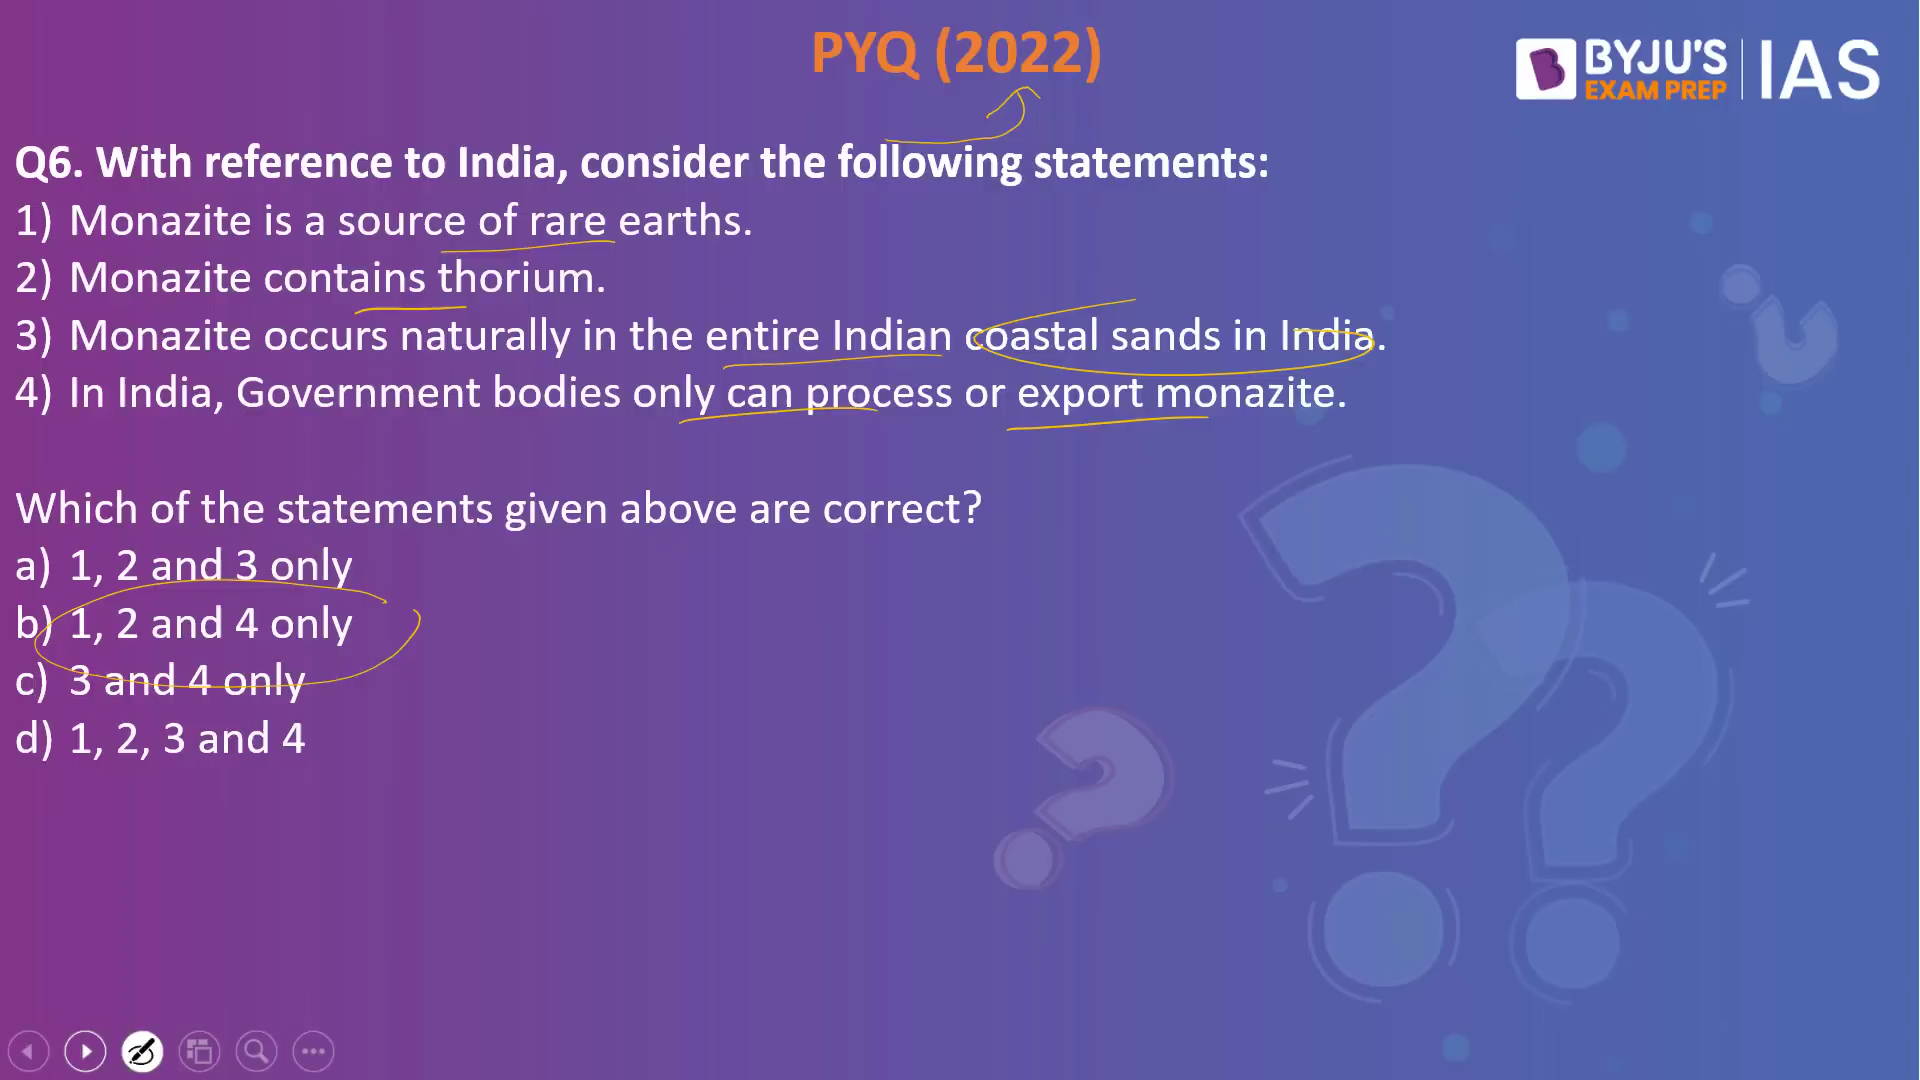 PYQ (2022)
BYJU'S
EXAM PREP
IAS
Q6. With reference to India, consider the following statements:
1) Monazite is a source of rare earths.
2) Monazite contains thorium.
3) Monazite occurs naturally in the entire Indian coastal sands in India.
4) In India, Government bodies only can process or export monazite.
Which of the statements given above are correct?
a) 1, 2 and 3 only
b) 1, 2 and 4 only
c) 3 and 4 only
d) 1, 2, 3 and 4